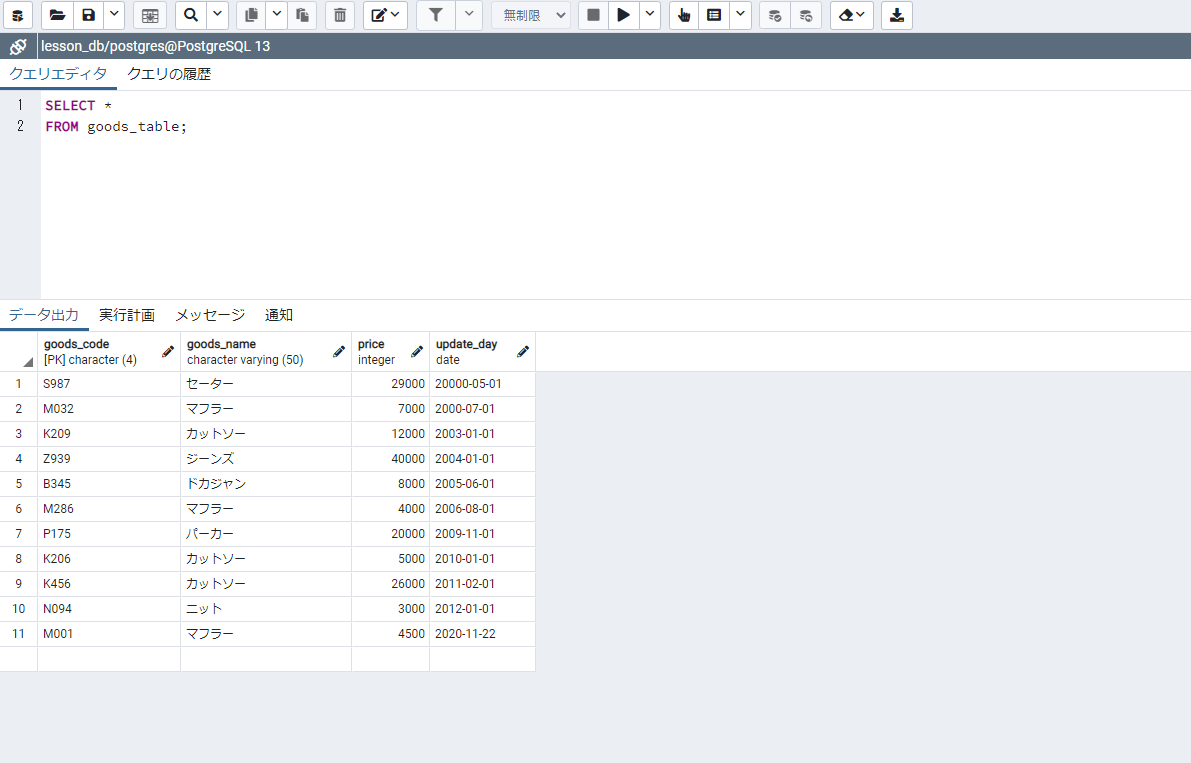 無制限
lesson_db/postgres@PostgreSQL 13
クエリエディタ クエリの履歴
1 SELECT *
2 FROM goods_table;
データ出力 実行計画 メッセージ 通知
goods_code goods_name price update_day
[PK] character (4) character varying (50) integer date
1 S987 セーター 29000 20000-05-01
2 M032 マフラー 7000 2000-07-01
3 K209 カットソー 12000 2003-01-01
4 Z939 ジーンズ 40000 2004-01-01
5 B345 ドカジャン 8000 2005-06-01
6 M286 マフラー 4000 2006-08-01
7 P175 パーカー 20000 2009-11-01
8 K206 カットソー 5000 2010-01-01
9 K456 カットソー 26000 2011-02-01
10 N094 ニット 3000 2012-01-01
11 M001 マフラー 4500 2020-11-22